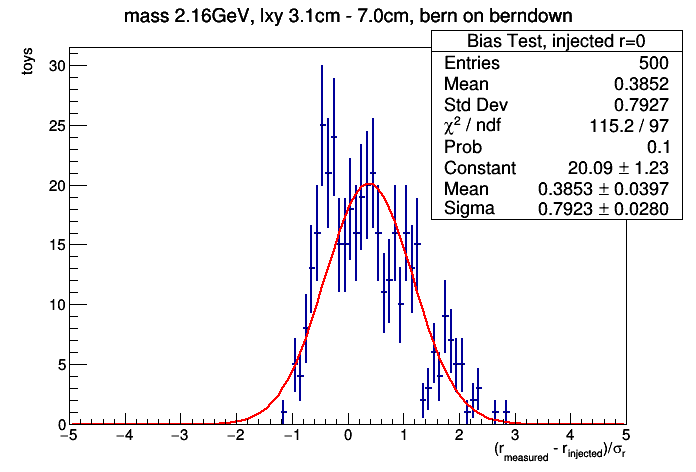 mass 2.16GeV, lxy 3.1cm - 7.0cm, bern on berndown
Bias Test, injected r=0
Entries 500
Mean 0.3852
Std Dev 0.7927
χ² / ndf 115.2 / 97
Prob 0.1
Constant 20.09 ± 1.23
Mean 0.3853 ± 0.0397
Sigma 0.7923 ± 0.0280
toys
30
25
20
15
10
5
0
−5 −4 −3 −2 −1 0 1 2 3 4 5
(r_measured - r_injected)/σ_r